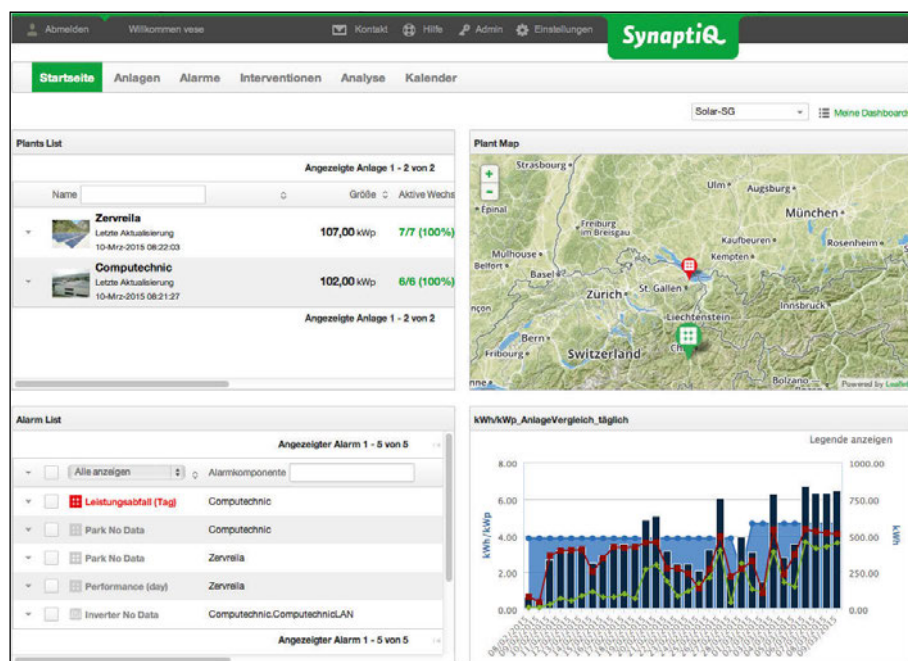 Abmelden Willkommen vese Kontakt Hilfe Admin Einstellungen SynaptiQ
Startseite Anlagen Alarme Interventionen Analyse Kalender
Solar-SG Meine Dashboard
Plants List
Angezeigte Anlage 1 - 2 von 2
Name Größe Aktive Wechs
Zervreila
Letzte Aktualisierung
10-Mrz-2015 08:22:03
107,00 kWp 7/7 (100%)
Computechnic
Letzte Aktualisierung
10-Mrz-2015 08:21:27
102,00 kWp 6/6 (100%)
Angezeigte Anlage 1 - 2 von 2
Plant Map
+
-
Strasbourg
Ulm Augsburg
Épinal
München
Freiburg
im Breisgau
Kaufbeuren Rosenheim
Mülhouse
Kempten
Belfort
Basel
Zürich St. Gallen
Innsbruck
Liechtenstein
Bern
Fribourg
Switzerland
Bolzano
Powered by Leaflet
Alarm List
Angezeigter Alarm 1 - 5 von 5
Alle anzeigen Alarmkomponente
Leistungsabfall (Tag) Computechnic
Park No Data Computechnic
Park No Data Zervreila
Performance (day) Zervreila
Inverter No Data Computechnic.ComputechnicLAN
Angezeigter Alarm 1 - 5 von 5
kWh/kWp_AnlageVergleich_täglich
Legende anzeigen
8.00 1000.00
6.00 750.00
4.00 500.00
2.00 250.00
0.00 0.00
kWh/kWp
kWh